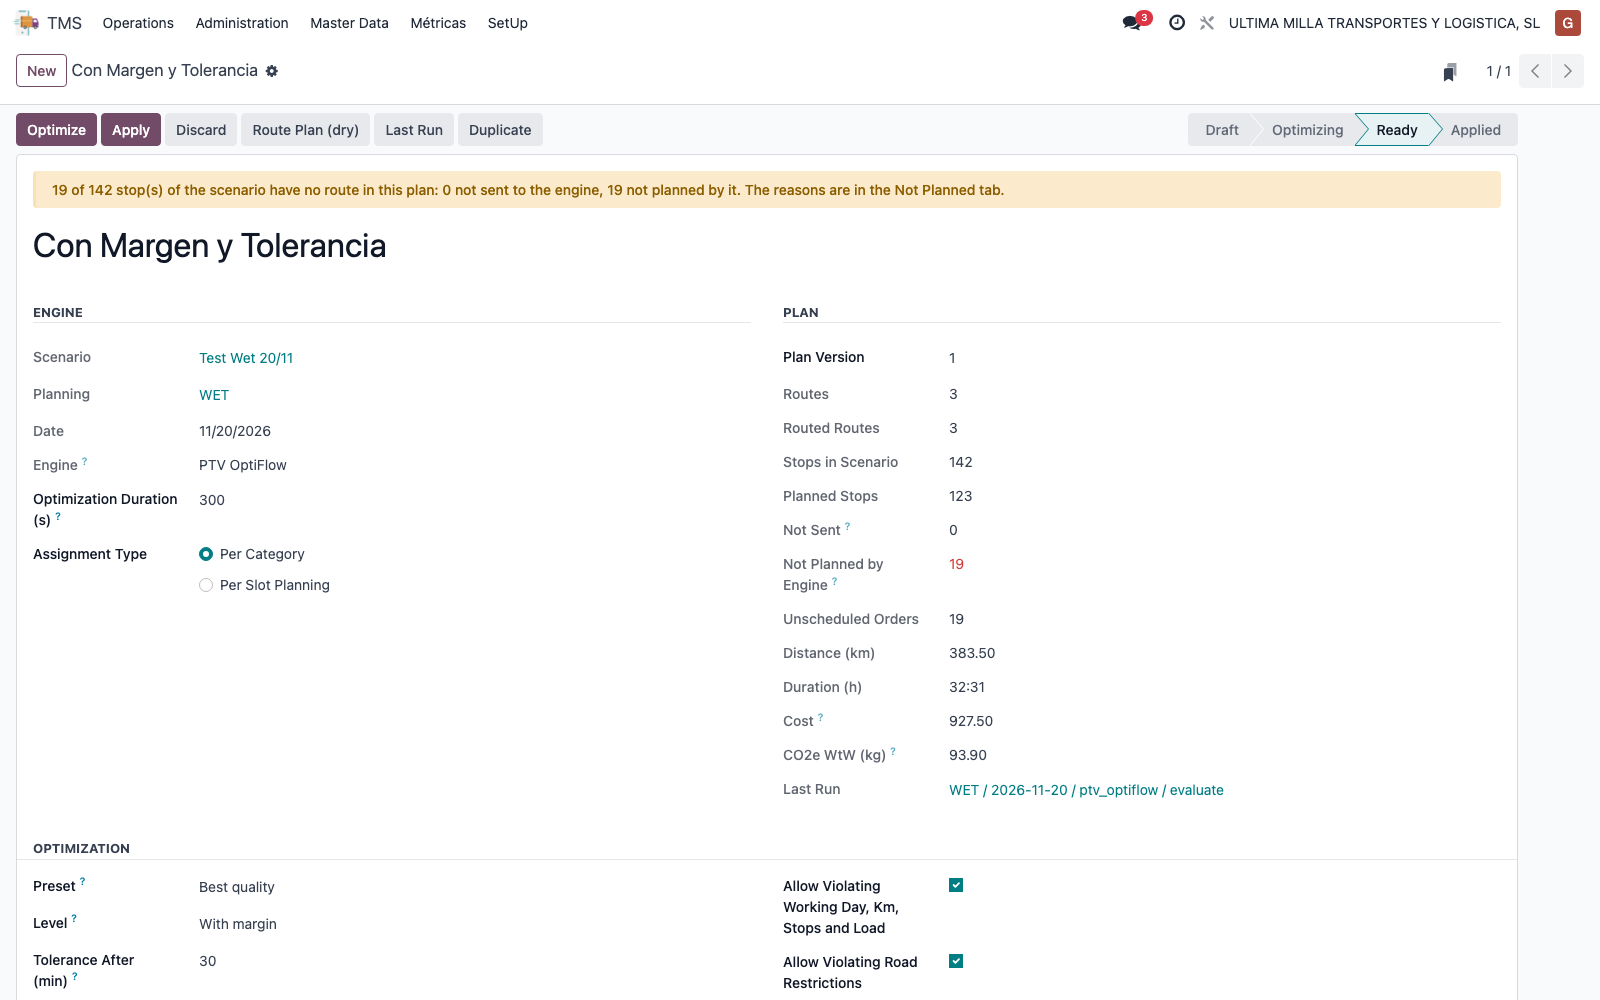 TMS Operations Administration Master Data Métricas SetUp 3 ULTIMA MILLA TRANSPORTES Y LOGISTICA, SL G
New Con Margen y Tolerancia 1 / 1
Optimize Apply Discard Route Plan (dry) Last Run Duplicate Draft Optimizing Ready Applied
19 of 142 stop(s) of the scenario have no route in this plan: 0 not sent to the engine, 19 not planned by it. The reasons are in the Not Planned tab.
Con Margen y Tolerancia
ENGINE
Scenario Test Wet 20/11
Planning WET
Date 11/20/2026
Engine ? PTV OptiFlow
Optimization Duration (s) ? 300
Assignment Type Per Category
Per Slot Planning
PLAN
Plan Version 1
Routes 3
Routed Routes 3
Stops in Scenario 142
Planned Stops 123
Not Sent ? 0
Not Planned by Engine ? 19
Unscheduled Orders 19
Distance (km) 383.50
Duration (h) 32:31
Cost ? 927.50
CO2e WtW (kg) ? 93.90
Last Run WET / 2026-11-20 / ptv_optiflow / evaluate
OPTIMIZATION
Preset ? Best quality
Level ? With margin
Tolerance After (min) ? 30
Allow Violating Working Day, Km, Stops and Load
Allow Violating Road Restrictions